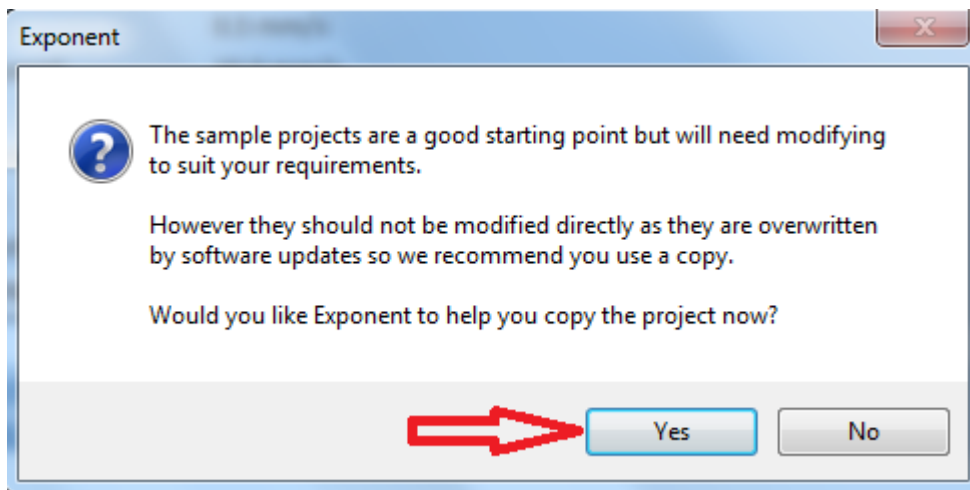 Exponent
The sample projects are a good starting point but will need modifying
to suit your requirements.
However they should not be modified directly as they are overwritten
by software updates so we recommend you use a copy.
Would you like Exponent to help you copy the project now?
Yes
No